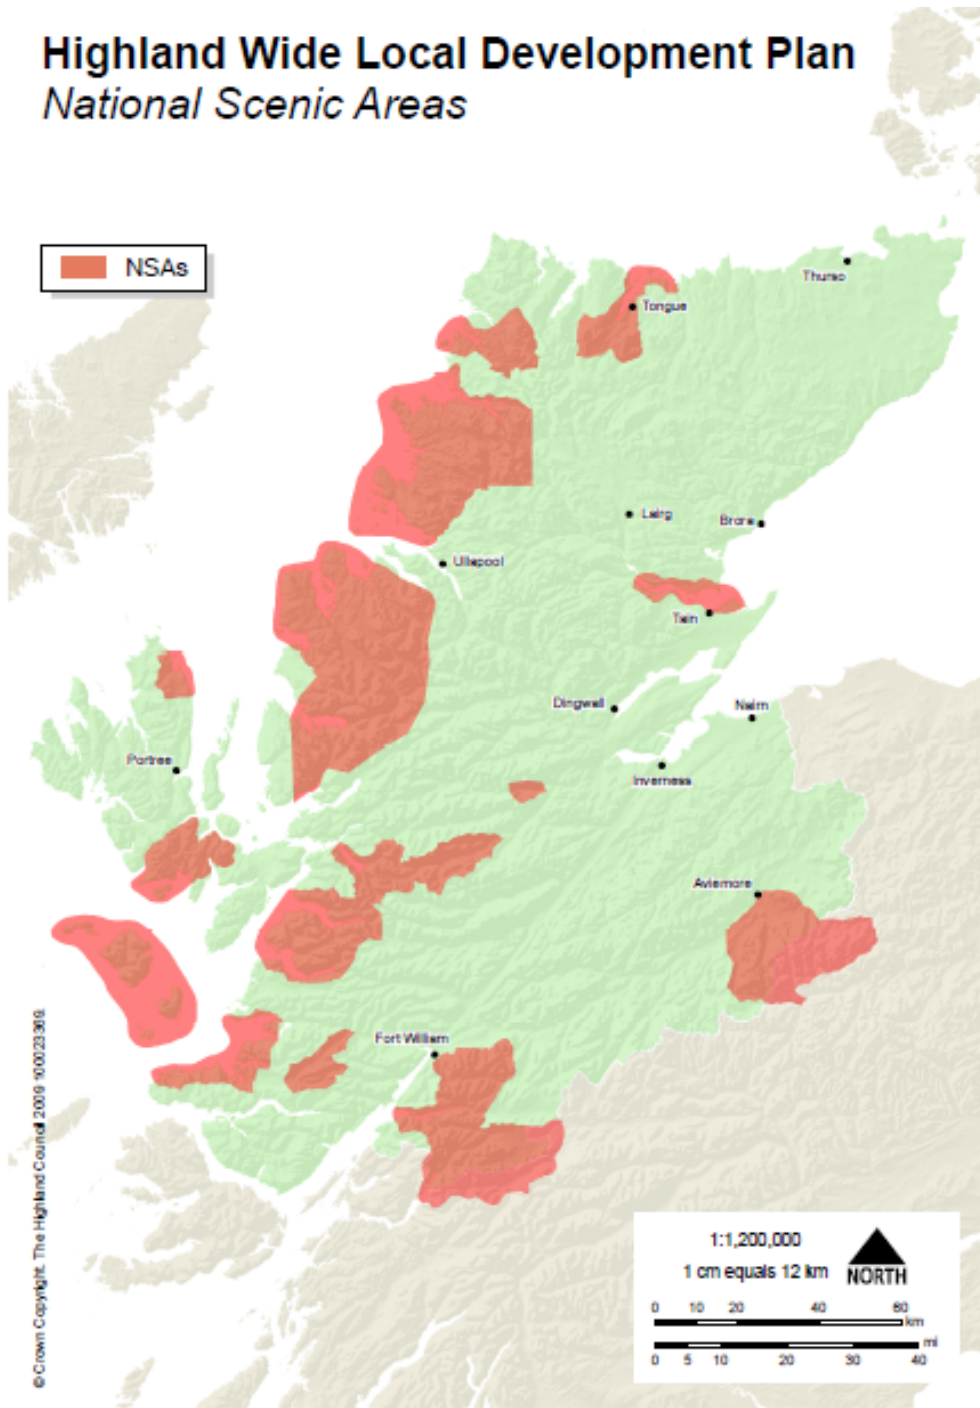 Highland Wide Local Development Plan
National Scenic Areas
NSAs
Thurso
Tongue
Lairg
Brora
Ullapool
Tain
Dingwall
Nairn
Portree
Inverness
Aviemore
Fort William
© Crown Copyright. The Highland Council 2009 100023369.
1:1,200,000
1 cm equals 12 km
NORTH
0 10 20 40 60
km
mi
0 5 10 20 30 40